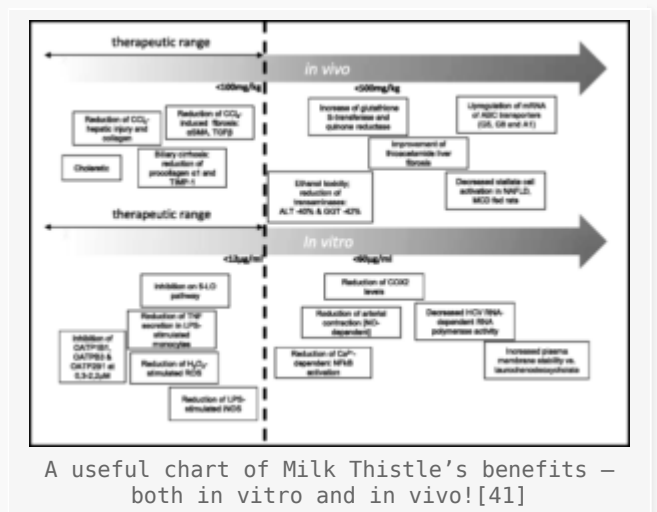 therapeutic range
in vivo
<100mg/kg
<500mg/kg
Reduction of CCl₄-
hepatic injury and
collagen
Reduction of CCl₄-
induced fibrosis:
αSMA, TGFβ
Choleretic
Biliary cirrhosis:
reduction of
procollagen α1 and
TIMP-1
Increase of glutathione
S-transferase and
quinone reductase
Upregulation of mRNA
of ABC transporters
(G5, G8 and A1)
Improvement of
thioacetamide liver
fibrosis
Ethanol toxicity:
reduction of
transaminases:
ALT -40% & GGT -43%
Decreased stellate cell
activation in NAFLD,
MCD fed rats
therapeutic range
In vitro
<12µg/ml
<60µg/ml
Inhibition on 5-LO
pathway
Reduction of TNF
secretion in LPS-
stimulated
monocytes
Inhibition of
OATP1B1,
OATPB3 &
OATP2B1 at
0,3-2,2µM
Reduction of H₂O₂-
stimulated ROS
Reduction of LPS-
stimulated iNOS
Reduction of COX2
levels
Reduction of arterial
contraction [NO-
dependent]
Decreased HCV RNA-
dependent RNA
polymerase activity
Reduction of Ca²⁺-
dependent NFkB
activation
Increased plasma
membrane stability vs.
taurochenodeoxycholate
A useful chart of Milk Thistle’s benefits –
both in vitro and in vivo![41]